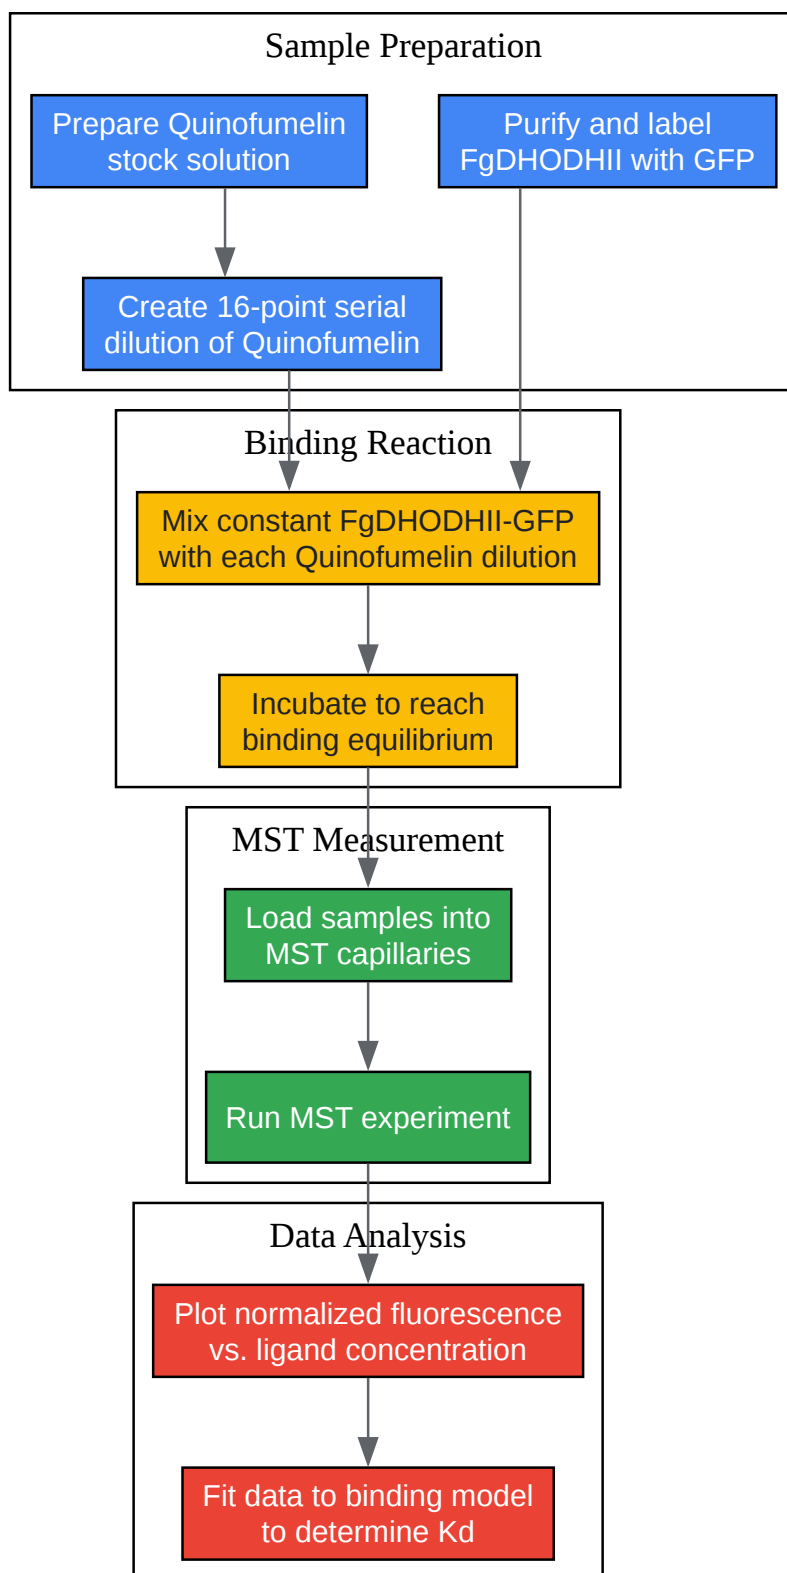 Sample Preparation
Prepare Quinofumelin
stock solution
Purify and label
FgDHODHII with GFP
Create 16-point serial
dilution of Quinofumelin
Binding Reaction
Mix constant FgDHODHII-GFP
with each Quinofumelin dilution
Incubate to reach
binding equilibrium
MST Measurement
Load samples into
MST capillaries
Run MST experiment
Data Analysis
Plot normalized fluorescence
vs. ligand concentration
Fit data to binding model
to determine Kd